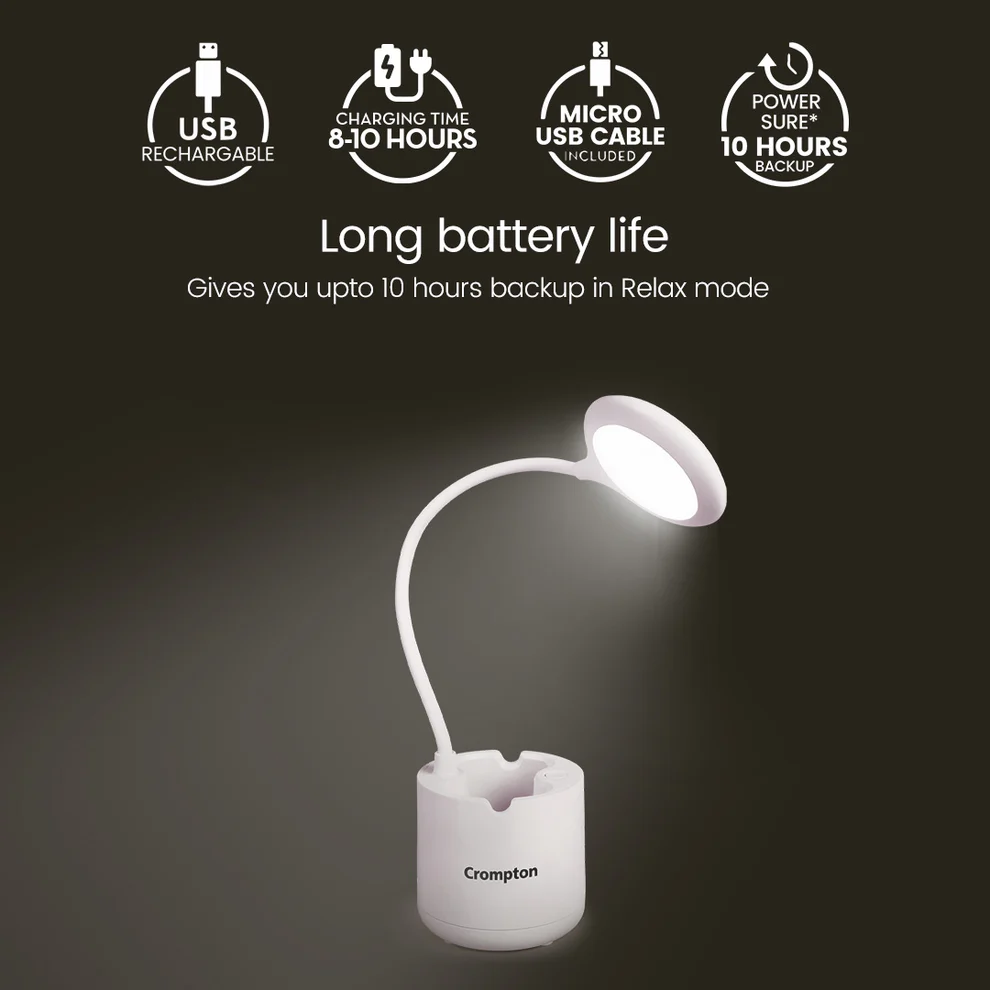 USB
RECHARGABLE
CHARGING TIME
8-10 HOURS
MICRO
USB CABLE
INCLUDED
POWER
SURE*
10 HOURS
BACKUP
Long battery life
Gives you upto 10 hours backup in Relax mode
Crompton